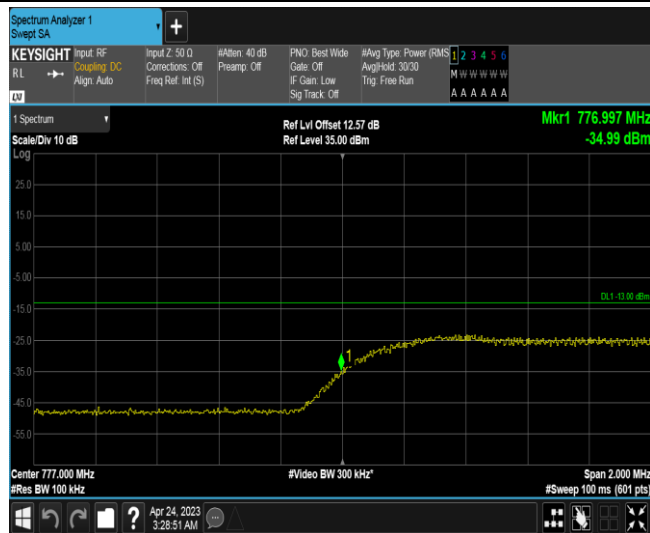 Spectrum Analyzer 1
Swept SA
+
KEYSIGHT
RL
Input: RF
Coupling: DC
Align: Auto
Input Z: 50 Ω
Corrections: Off
Freq Ref: Int (S)
#Atten: 40 dB
Preamp: Off
PNO: Best Wide
Gate: Off
IF Gain: Low
Sig Track: Off
#Avg Type: Power (RMS
Avg|Hold: 30/30
Trig: Free Run
1 2 3 4 5 6
M W W W W W
A A A A A A
LXI
1 Spectrum
Scale/Div 10 dB
Log
Ref Lvl Offset 12.57 dB
Ref Level 35.00 dBm
Mkr1 776.997 MHz
-34.99 dBm
25.0
15.0
5.00
-5.00
DL1 -13.00 dBm
-15.0
-25.0
1
-35.0
-45.0
-55.0
Center 777.000 MHz
#Res BW 100 kHz
#Video BW 300 kHz*
Span 2.000 MHz
#Sweep 100 ms (601 pts)
?
Apr 24, 2023
3:28:51 AM